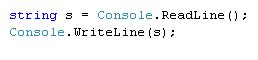 string s = Console.ReadLine();
Console.WriteLine(s);